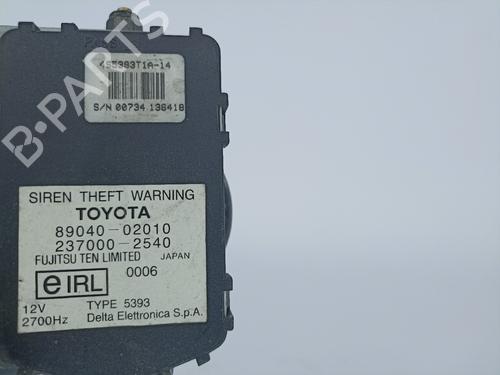 4S5393T1A-14
S/N 00734 136418
SIREN THEFT WARNING
TOYOTA
89040-02010
237000-2540
FUJITSU TEN LIMITED JAPAN
e IRL 0006
12V TYPE 5393
2700Hz Delta Elettronica S.p.A.
B-PARTS